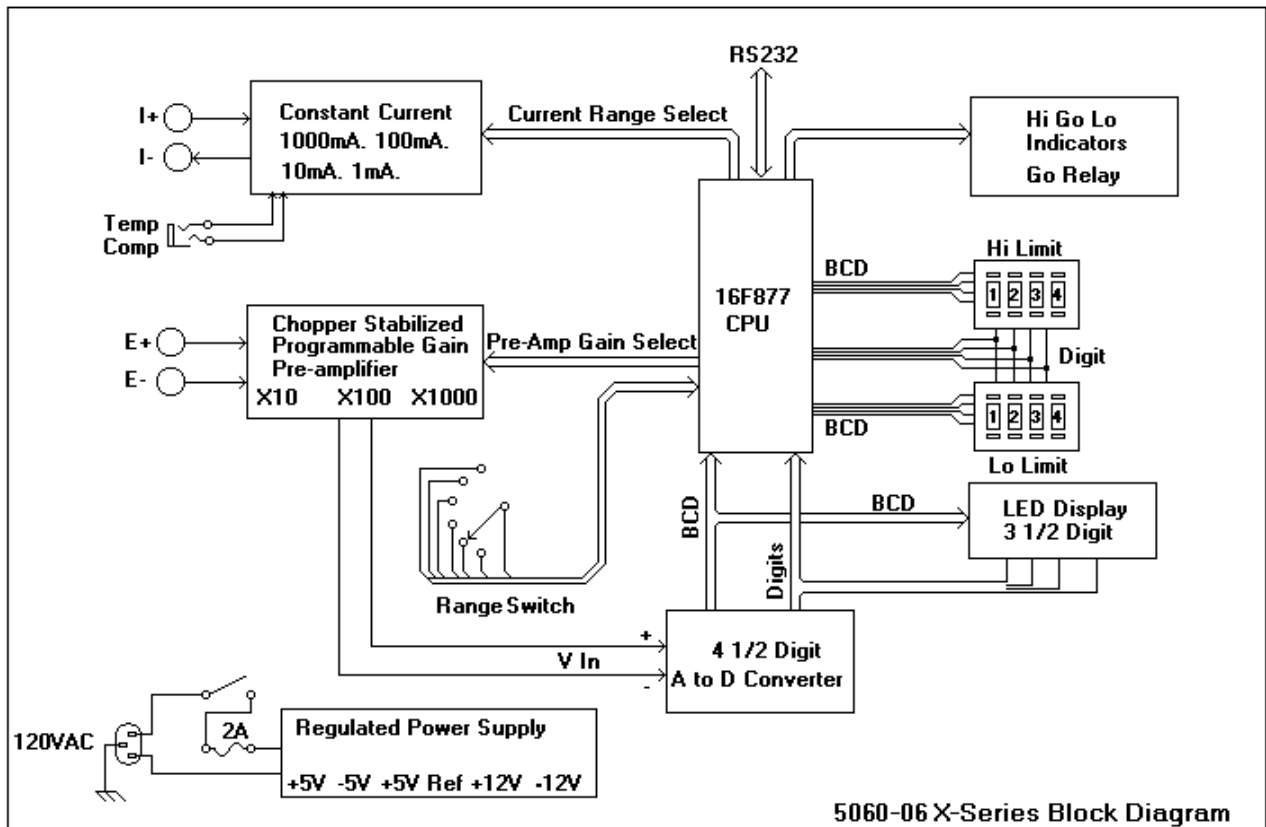 RS232
I+
I-
Constant Current
1000mA. 100mA.
10mA. 1mA.
Current Range Select
Hi Go Lo
Indicators
Go Relay
Temp
Comp
Hi Limit
BCD
1 2 3 4
16F877
CPU
E+
E-
Chopper Stabilized
Programmable Gain
Pre-amplifier
X10 X100 X1000
Pre-Amp Gain Select
Digit
1 2 3 4
BCD
Lo Limit
BCD
BCD
LED Display
3 1/2 Digit
Digits
Range Switch
+
V In
-
4 1/2 Digit
A to D Converter
120VAC
2A
Regulated Power Supply
+5V -5V +5V Ref +12V -12V
5060-06 X-Series Block Diagram